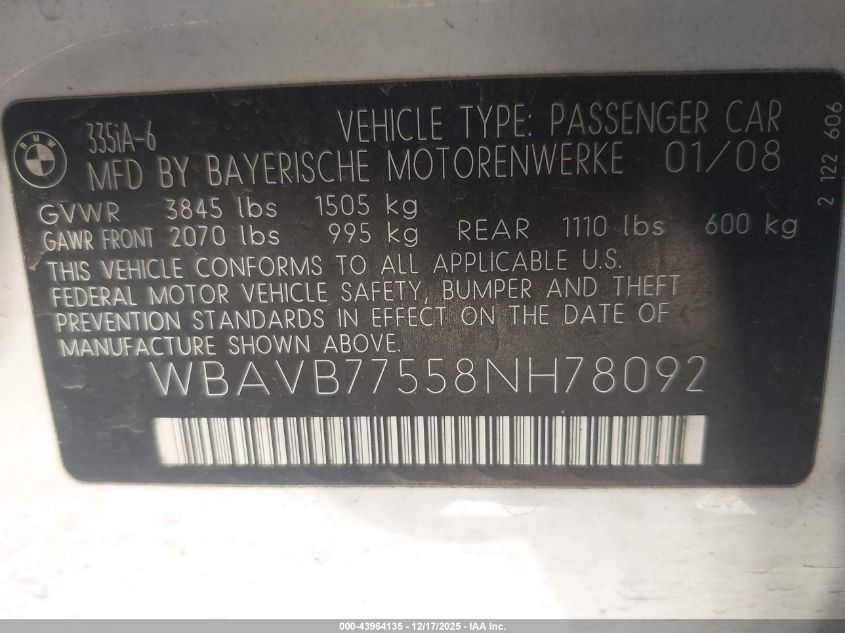 BMW
335iA-6 VEHICLE TYPE: PASSENGER CAR
MFD BY BAYERISCHE MOTORENWERKE 01/08
GVWR 3845 lbs 1505 kg
GAWR FRONT 2070 lbs 995 kg REAR 1110 lbs 600 kg
THIS VEHICLE CONFORMS TO ALL APPLICABLE U.S.
FEDERAL MOTOR VEHICLE SAFETY, BUMPER AND THEFT
PREVENTION STANDARDS IN EFFECT ON THE DATE OF
MANUFACTURE SHOWN ABOVE.
WBAVB77558NH78092
2 122 606
000-43964135 - 12/17/2025 - IAA Inc.